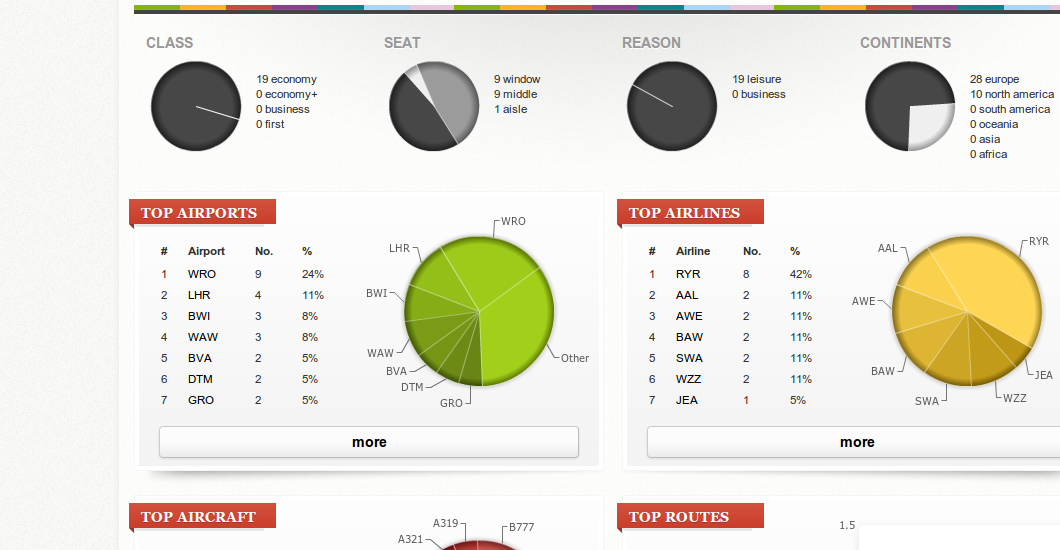 CLASS
19 economy
0 economy+
0 business
0 first
SEAT
9 window
9 middle
1 aisle
REASON
19 leisure
0 business
CONTINENTS
28 europe
10 north america
0 south america
0 oceania
0 asia
0 africa
TOP AIRPORTS
# Airport No. %
1 WRO 9 24%
2 LHR 4 11%
3 BWI 3 8%
4 WAW 3 8%
5 BVA 2 5%
6 DTM 2 5%
7 GRO 2 5%
WRO
LHR
BWI
WAW
BVA
DTM
GRO
Other
more
TOP AIRLINES
# Airline No. %
1 RYR 8 42%
2 AAL 2 11%
3 AWE 2 11%
4 BAW 2 11%
5 SWA 2 11%
6 WZZ 2 11%
7 JEA 1 5%
RYR
AAL
AWE
BAW
SWA
WZZ
JEA
more
TOP AIRCRAFT
A319
B777
A321
TOP ROUTES
1.5